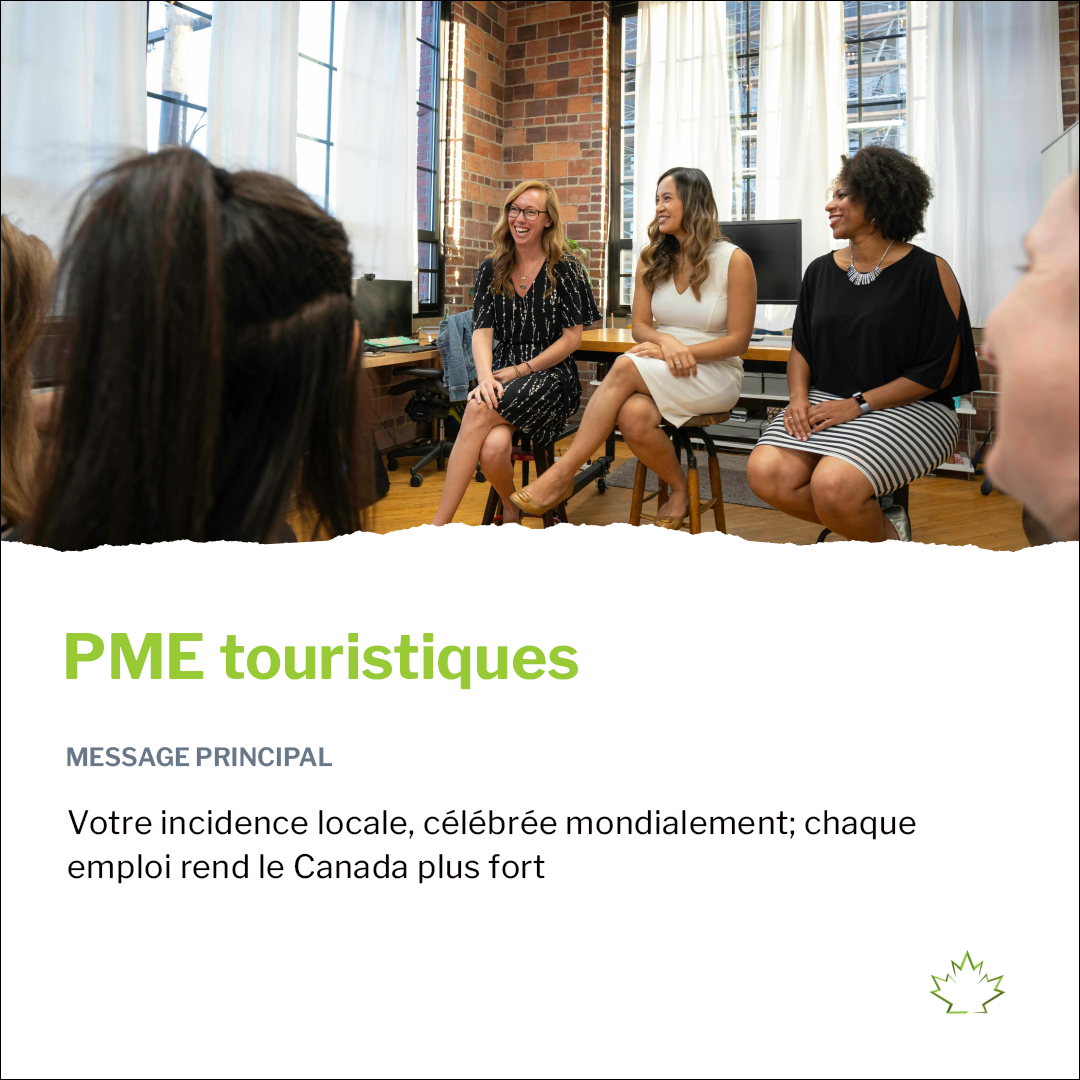 PME touristiques
MESSAGE PRINCIPAL
Votre incidence locale, célébrée mondialement; chaque
emploi rend le Canada plus fort